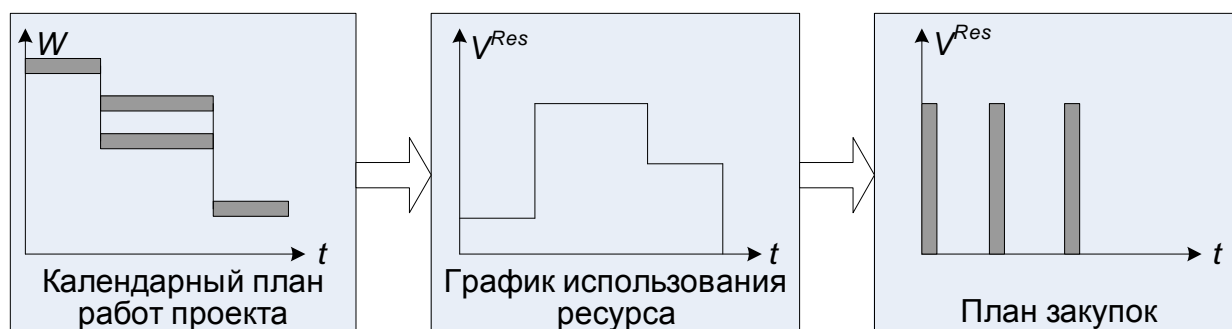 W
t
Календарный план
работ проекта
V^Res
t
График использования
ресурса
V^Res
t
План закупок